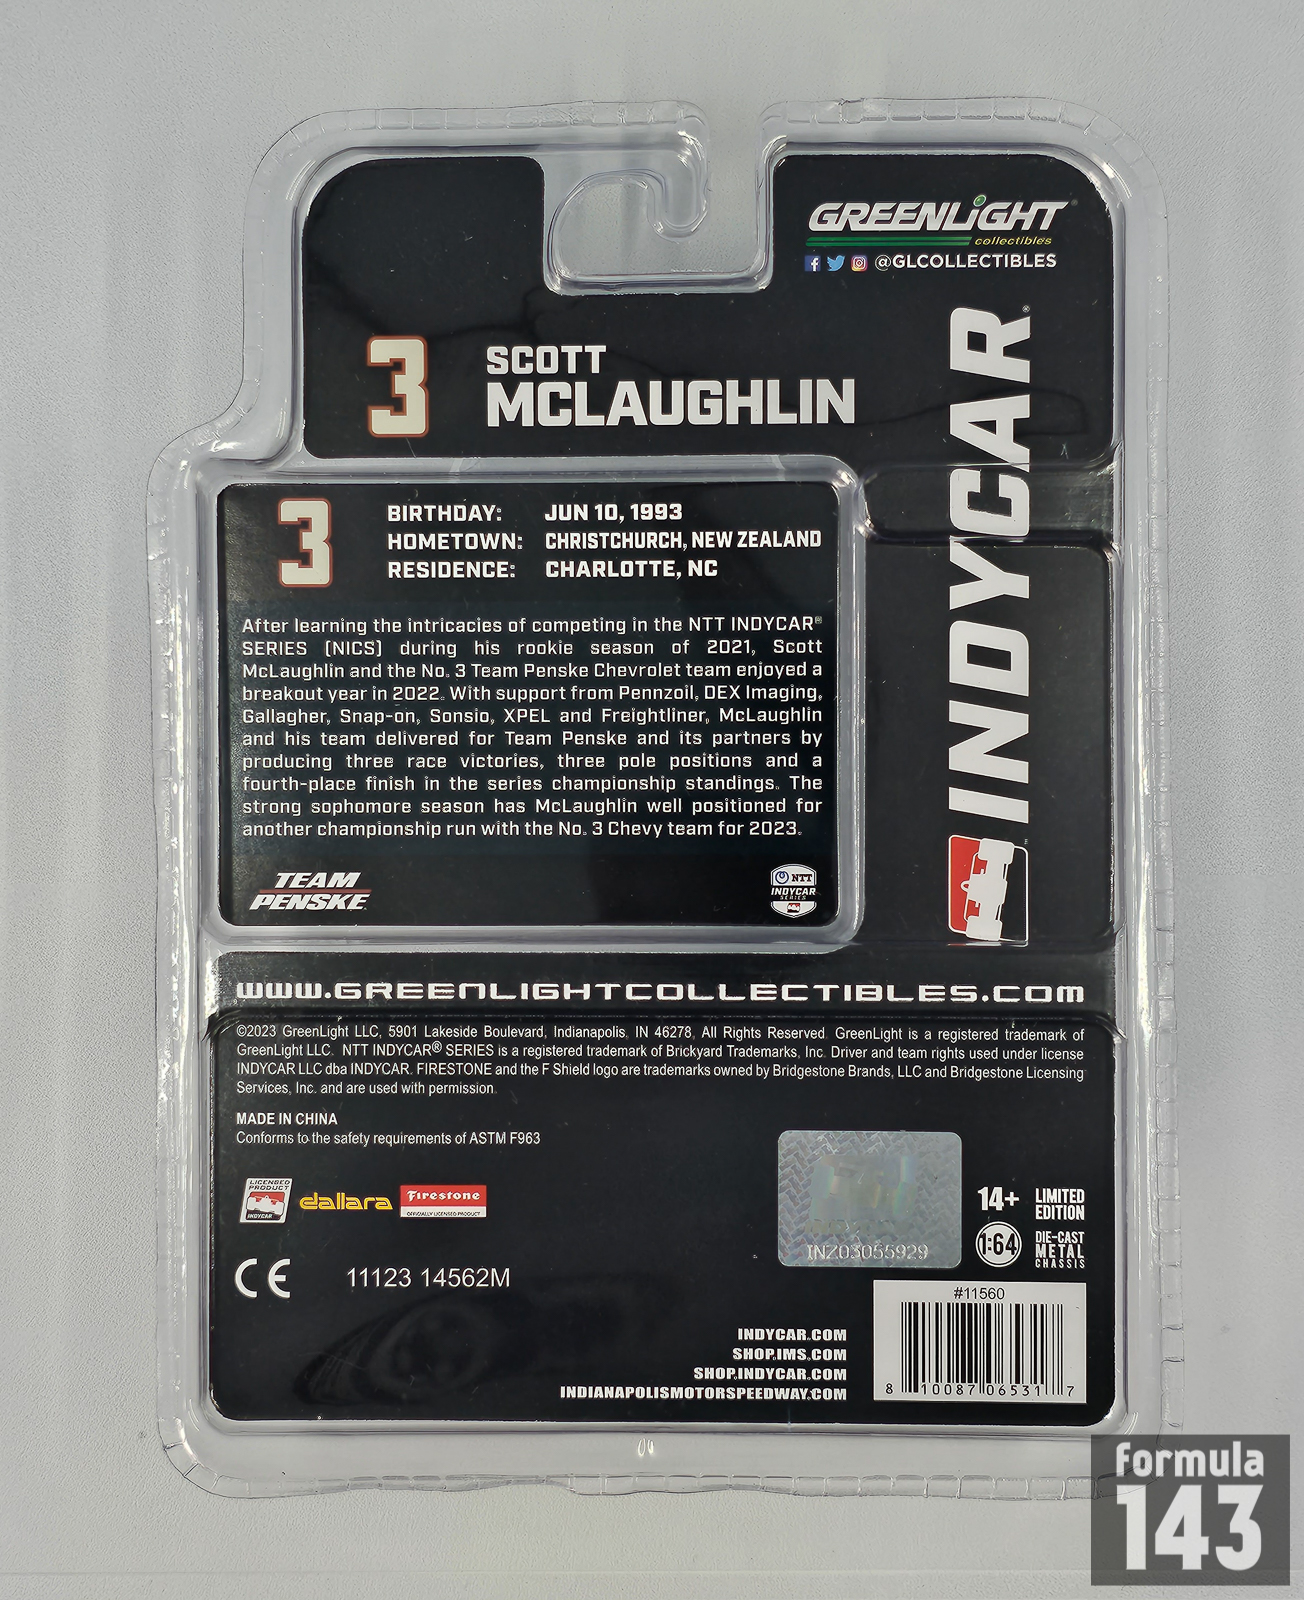 GREENLiGHT
collectibles
@GLCOLLECTIBLES
3
SCOTT
MCLAUGHLIN
INDYCAR®
3
BIRTHDAY: JUN 10, 1993
HOMETOWN: CHRISTCHURCH, NEW ZEALAND
RESIDENCE: CHARLOTTE, NC
After learning the intricacies of competing in the NTT INDYCAR®
SERIES (NICS) during his rookie season of 2021, Scott
McLaughlin and the No. 3 Team Penske Chevrolet team enjoyed a
breakout year in 2022. With support from Pennzoil, DEX Imaging,
Gallagher, Snap-on, Sonsio, XPEL and Freightliner, McLaughlin
and his team delivered for Team Penske and its partners by
producing three race victories, three pole positions and a
fourth-place finish in the series championship standings. The
strong sophomore season has McLaughlin well positioned for
another championship run with the No. 3 Chevy team for 2023.
TEAM
PENSKE
NTT
INDYCAR
SERIES
www.GREENLIGHTCOLLECTIBLES.COM
©2023 GreenLight LLC, 5901 Lakeside Boulevard, Indianapolis, IN 46278, All Rights Reserved. GreenLight is a registered trademark of
GreenLight LLC. NTT INDYCAR® SERIES is a registered trademark of Brickyard Trademarks, Inc. Driver and team rights used under license
INDYCAR LLC dba INDYCAR. FIRESTONE and the F Shield logo are trademarks owned by Bridgestone Brands, LLC and Bridgestone Licensing
Services, Inc. and are used with permission.
MADE IN CHINA
Conforms to the safety requirements of ASTM F963
LICENSED
PRODUCT
INDYCAR
dallara
Firestone
OFFICIALLY LICENSED PRODUCT
INZ03055929
14+
LIMITED
EDITION
1:64
DIE-CAST
METAL
CHASSIS
CE
11123 14562M
#11560
8 10087 06531 7
INDYCAR.COM
SHOP.IMS.COM
SHOP.INDYCAR.COM
INDIANAPOLISMOTORSPEEDWAY.COM
formula
143